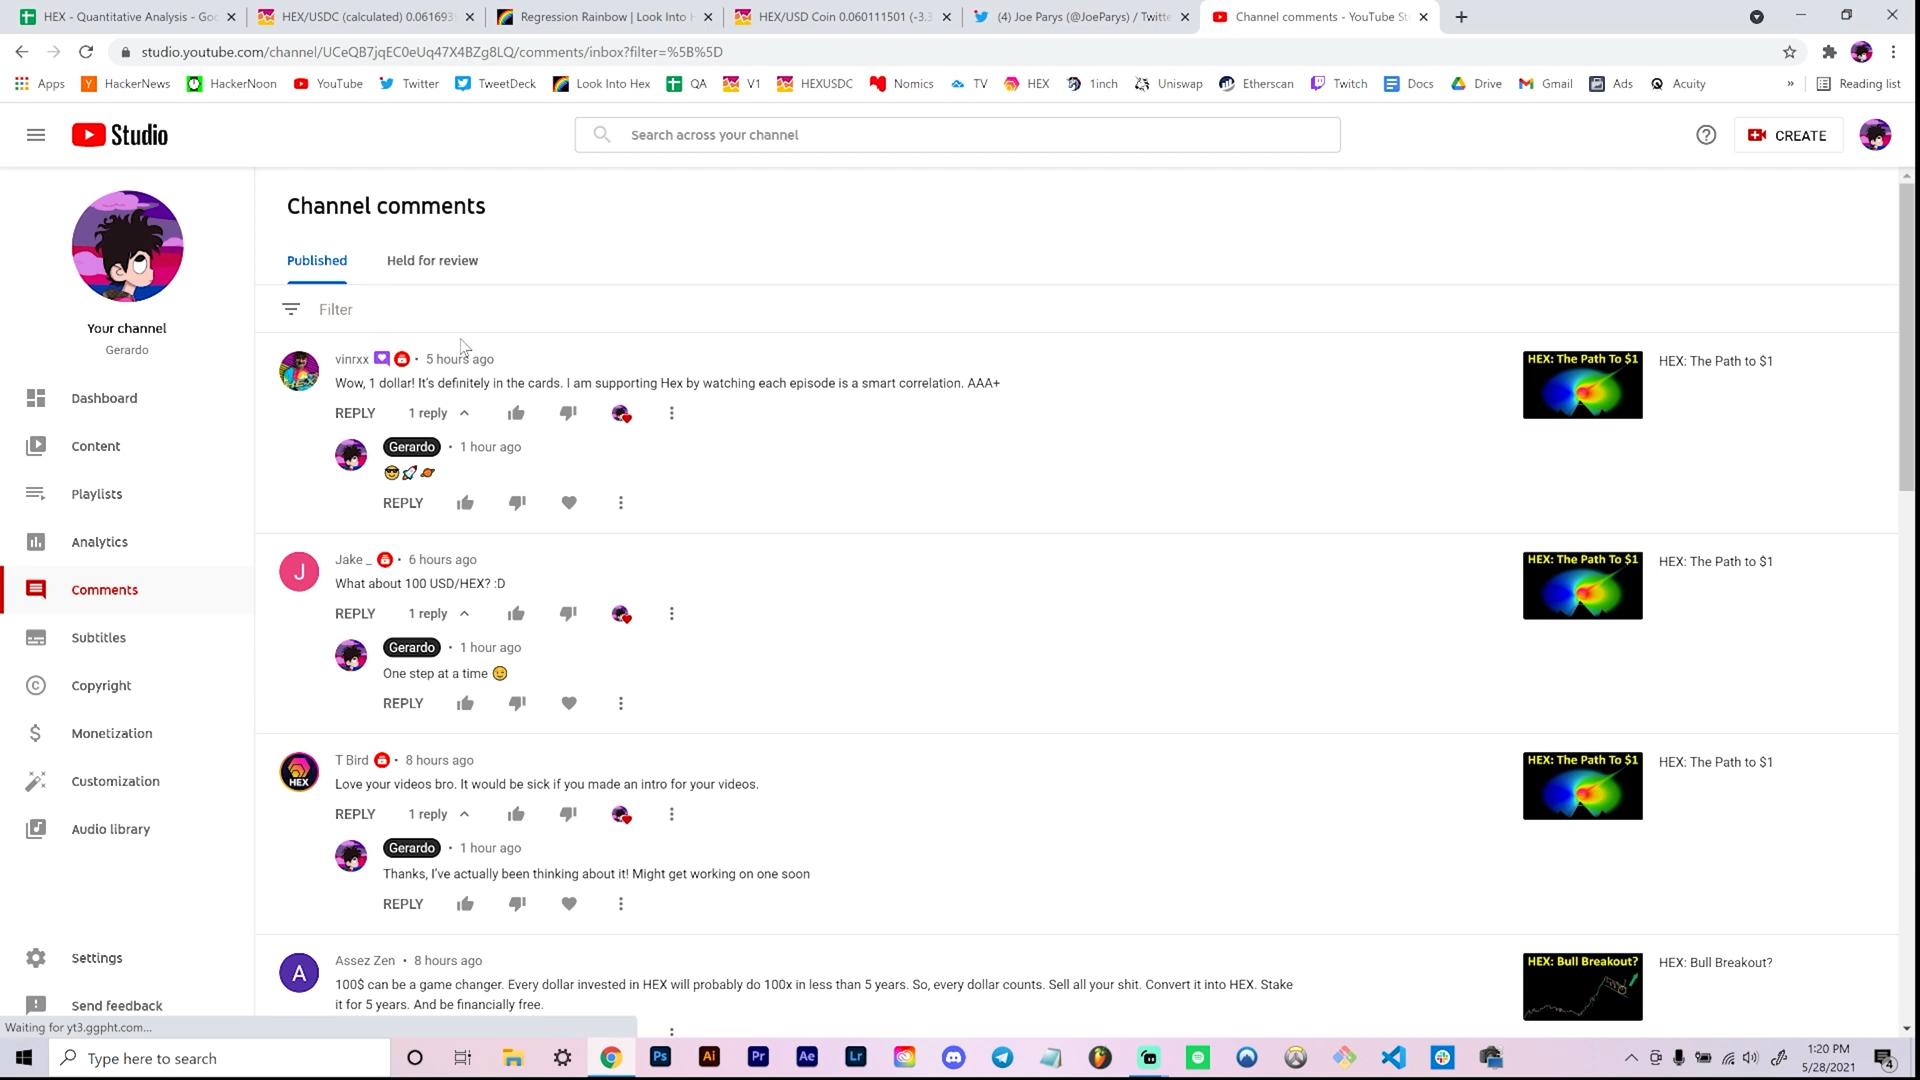 HEX - Quantitative Analysis - Goo
HEX/USDC (calculated) 0.061693
Regression Rainbow | Look Into H
HEX/USD Coin 0.060111501 (-3.3
(4) Joe Parys (@JoeParys) / Twitte
Channel comments - YouTube St
studio.youtube.com/channel/UCeQB7jqEC0eUq47X4BZg8LQ/comments/inbox?filter=%5B%5D
Apps HackerNews HackerNoon YouTube Twitter TweetDeck Look Into Hex QA V1 HEXUSDC Nomics TV HEX 1inch Uniswap Etherscan Twitch Docs Drive Gmail Ads Acuity » Reading list
Studio
Search across your channel
CREATE
Your channel
Gerardo
Dashboard
Content
Playlists
Analytics
Comments
Subtitles
Copyright
Monetization
Customization
Audio library
Settings
Send feedback
Channel comments
Published Held for review
Filter
vinrxx • 5 hours ago
Wow, 1 dollar! It's definitely in the cards. I am supporting Hex by watching each episode is a smart correlation. AAA+
REPLY 1 reply
HEX: The Path To $1
HEX: The Path to $1
Gerardo • 1 hour ago
😎🚀🪐
REPLY
J
Jake _ • 6 hours ago
What about 100 USD/HEX? :D
REPLY 1 reply
HEX: The Path To $1
HEX: The Path to $1
Gerardo • 1 hour ago
One step at a time 😉
REPLY
HEX
T Bird • 8 hours ago
Love your videos bro. It would be sick if you made an intro for your videos.
REPLY 1 reply
HEX: The Path To $1
HEX: The Path to $1
Gerardo • 1 hour ago
Thanks, I've actually been thinking about it! Might get working on one soon
REPLY
A
Assez Zen • 8 hours ago
100$ can be a game changer. Every dollar invested in HEX will probably do 100x in less than 5 years. So, every dollar counts. Sell all your shit. Convert it into HEX. Stake
it for 5 years. And be financially free.
HEX: Bull Breakout?
HEX: Bull Breakout?
Waiting for yt3.ggpht.com...
Type here to search
Ps Ai Pr Ae Lr
1:20 PM
5/28/2021
4